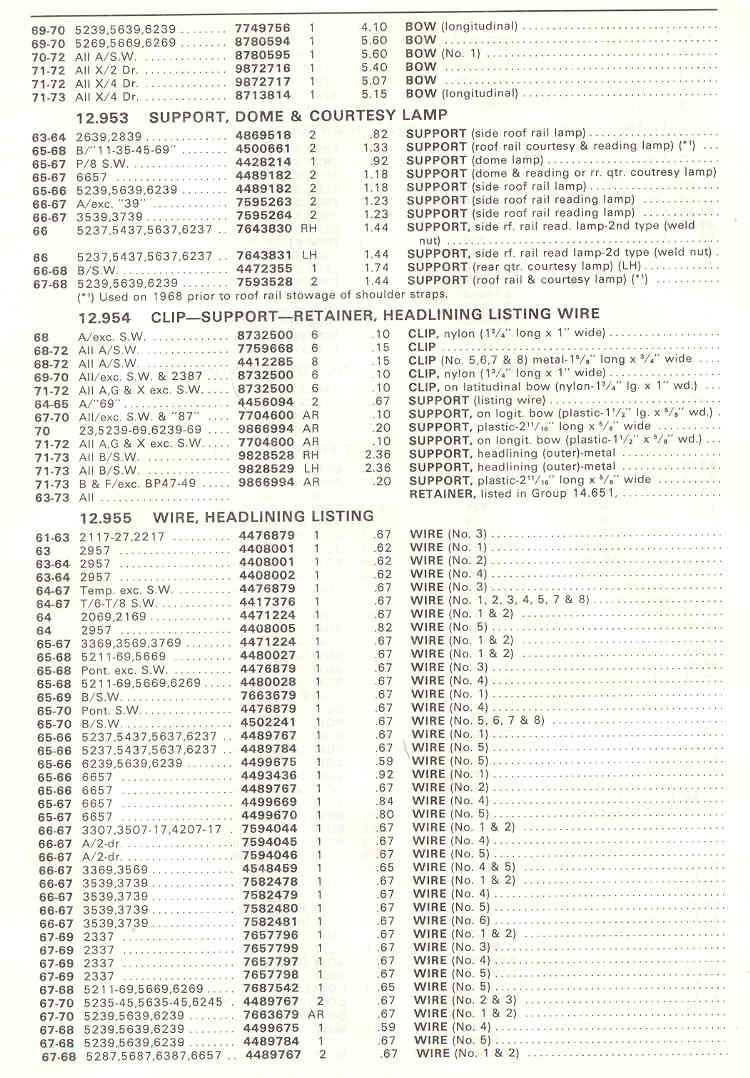 69-70 5239,5639,6239 ........ 7749756 1 4.10 BOW (longitudinal)
69-70 5269,5669,6269 ........ 8780594 1 5.60 BOW
70-72 All A/S.W. 8780595 1 5.60 BOW (No. 1)
71-72 All X/2 Dr. 9872716 1 5.40 BOW
71-72 All X/4 Dr. 9872717 1 5.07 BOW
71-73 All X/4 Dr. 8713814 1 5.15 BOW (longitudinal)
12.953 SUPPORT, DOME & COURTESY LAMP
63-64 2639,2839 4869518 2 .82 SUPPORT (side roof rail lamp)
65-68 B/"11-35-45-69" 4500661 2 1.33 SUPPORT (roof rail courtesy & reading lamp) (*¹) ...
65-67 P/8 S.W. 4428214 1 .92 SUPPORT (dome lamp)
65-67 6657 4489182 2 1.18 SUPPORT (dome & reading or rr. qtr. coutresy lamp)
65-66 5239,5639,6239 4489182 2 1.18 SUPPORT (side roof rail lamp)
66-67 A/exc. "39" 7595263 2 1.23 SUPPORT (side roof rail reading lamp)
66-67 3539,3739 7595264 2 1.23 SUPPORT (side roof rail reading lamp)
66 5237,5437,5637,6237 .. 7643830 RH 1.44 SUPPORT, side rf. rail read. lamp-2nd type (weld
nut)
66 5237,5437,5637,6237 .. 7643831 LH 1.44 SUPPORT, side rf. rail read lamp-2d type (weld nut) .
66-68 B/S.W. 4472355 1 1.74 SUPPORT (rear qtr. courtesy lamp) (LH)
67-68 5239,5639,6239 7593528 2 1.44 SUPPORT (roof rail & courtesy lamp) (*¹)
(*¹) Used on 1968 prior to roof rail stowage of shoulder straps.
12.954 CLIP—SUPPORT—RETAINER, HEADLINING LISTING WIRE
68 A/exc. S.W. 8732500 6 .10 CLIP, nylon (1³/₄" long x 1" wide)
68-72 All A/S.W. 7759668 6 .15 CLIP
68-72 All A/S.W. 4412285 8 .15 CLIP (No. 5,6,7 & 8) metal-1⁵/₈" long x ³/₄" wide ....
69-70 All/exc. S.W. & 2387 .... 8732500 6 .10 CLIP, nylon (1³/₄" long x 1" wide)
71-72 All A,G & X exc. S.W. 8732500 6 .10 CLIP, on latitudinal bow (nylon-1³/₄" lg. x 1" wd.) ...
64-65 A/"69" 4456094 2 .67 SUPPORT (listing wire)
67-70 All/exc. S.W. & "87" 7704600 AR .10 SUPPORT, on logit. bow (plastic-1¹/₂" lg. x ⁵/₈" wd.) .
70 23,5239-69,6239-69 .... 9866994 AR .20 SUPPORT, plastic-2¹¹/₁₆" long x ⁵/₈" wide
71-72 All A,G & X exc. S.W. 7704600 AR .10 SUPPORT, on longit. bow (plastic-1¹/₂" x ⁵/₈" wd.) ...
71-73 All B/S.W. 9828528 RH 2.36 SUPPORT, headlining (outer)-metal
71-73 All B/S.W. 9828529 LH 2.36 SUPPORT, headlining (outer)-metal
71-73 B & F/exc. BP47-49 ..... 9866994 AR .20 SUPPORT, plastic-2¹¹/₁₆" long x ⁵/₈" wide
63-73 All RETAINER, listed in Group 14.651,
12.955 WIRE, HEADLINING LISTING
61-63 2117-27,2217 4476879 1 .67 WIRE (No. 3)
63 2957 4408001 1 .62 WIRE (No. 1)
63-64 2957 4408001 1 .62 WIRE (No. 2)
63-64 2957 4408002 1 .62 WIRE (No. 4)
64-67 Temp. exc. S.W. 4476879 1 .67 WIRE (No. 3)
64-67 T/6-T/8 S.W. 4417376 1 .67 WIRE (No. 1, 2, 3, 4, 5, 7 & 8)
64 2069,2169 4471224 1 .67 WIRE (No. 1 & 2)
64 2957 4408005 1 .82 WIRE (No. 5)
65-67 3369,3569,3769 4471224 1 .67 WIRE (No. 1 & 2)
65-68 5211-69,5669 4480027 1 .67 WIRE (No. 1 & 2)
65-68 Pont. exc. S.W. 4476879 1 .67 WIRE (No. 3)
65-68 5211-69,5669,6269 ..... 4480028 1 .67 WIRE (No. 4)
65-69 B/S.W. 7663679 1 .67 WIRE (No. 1)
65-70 Pont. S.W. 4476879 1 .67 WIRE (No. 4)
65-70 B/S.W. 4502241 1 .67 WIRE (No. 5, 6, 7 & 8)
65-66 5237,5437,5637,6237 .. 4489767 1 .67 WIRE (No. 1)
65-66 5237,5437,5637,6237 .. 4489784 1 .67 WIRE (No. 5)
65-66 6239,5639,6239 4499675 1 .59 WIRE (No. 5)
65-66 6657 4493436 1 .92 WIRE (No. 1)
65-66 6657 4489767 1 .67 WIRE (No. 2)
65-67 6657 4499669 1 .84 WIRE (No. 4)
65-67 6657 4499670 1 .80 WIRE (No. 5)
66-67 3307,3507-17,4207-17 . 7594044 1 .67 WIRE (No. 1 & 2)
66-67 A/2-dr. 7594045 1 .67 WIRE (No. 4)
66-67 A/2-dr. 7594046 1 .67 WIRE (No. 5)
66-67 3369,3569 4548459 1 .65 WIRE (No. 4 & 5)
66-67 3539,3739 7582478 1 .67 WIRE (No. 1 & 2)
66-67 3539,3739 7582479 1 .67 WIRE (No. 4)
66-67 3539,3739 7582480 1 .67 WIRE (No. 5)
66-67 3539,3739 7582481 1 .67 WIRE (No. 6)
67-69 2337 7657796 1 .67 WIRE (No. 1 & 2)
67-69 2337 7657799 1 .67 WIRE (No. 3)
67-69 2337 7657797 1 .67 WIRE (No. 4)
67-69 2337 7657798 1 .67 WIRE (No. 5)
67-68 5211-69,5669,6269 ..... 7687542 1 .65 WIRE (No. 5)
67-70 5235-45,5635-45,6245 . 4489767 2 .67 WIRE (No. 2 & 3)
67-70 5239,5639,6239 7663679 AR .67 WIRE (No. 1 & 2)
67-68 5239,5639,6239 4499675 1 .59 WIRE (No. 4)
67-68 5239,5639,6239 4489784 1 .67 WIRE (No. 5)
67-68 5287,5687,6387,6657 .. 4489767 2 .67 WIRE (No. 1 & 2)